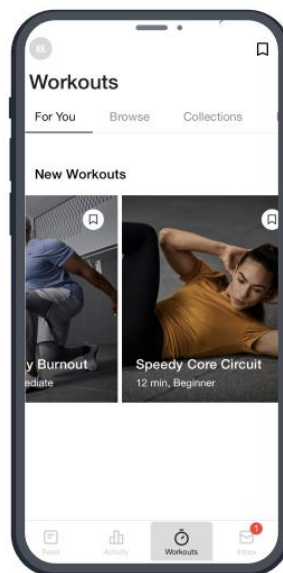 KK
Workouts
For You Browse Collections
New Workouts
y Burnout
ediate
Speedy Core Circuit
12 min, Beginner
1
Feed Activity Workouts Inbox